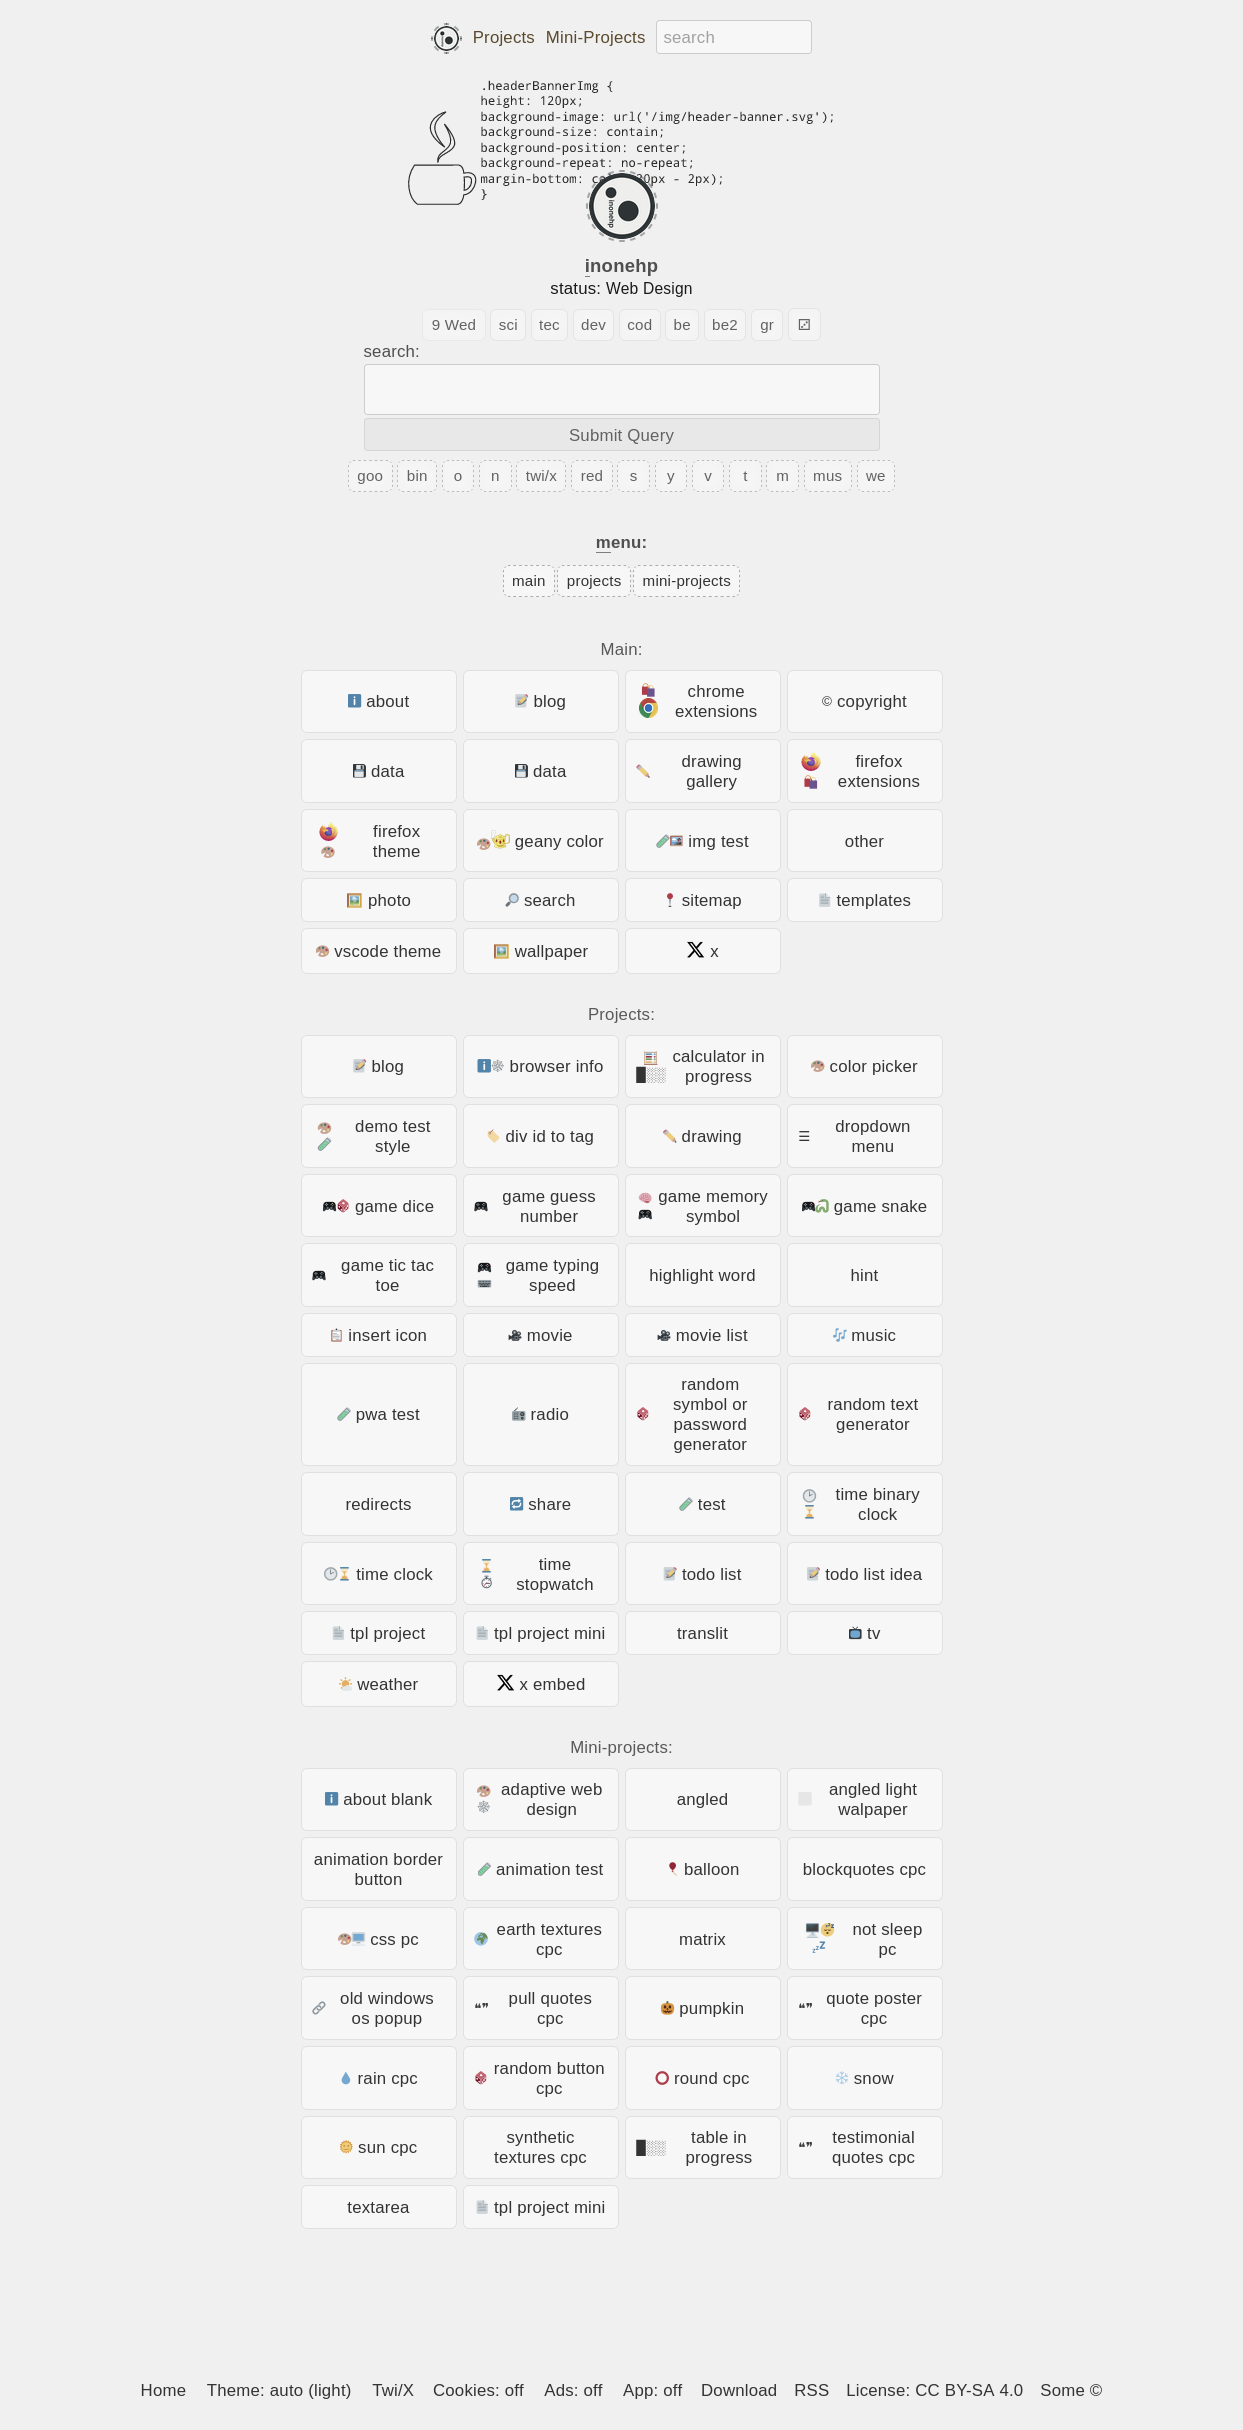 Projects Mini-Projects search
.headerBannerImg {
height: 120px;
background-image: url('/img/header-banner.svg');
background-size: contain;
background-position: center;
background-repeat: no-repeat;
margin-bottom: 20px - 2px);
}
inonehp
inonehp
status: Web Design
9 Wed sci tec dev cod be be2 gr
search:
Submit Query
goo bin o n twi/x red s y v t m mus we
menu:
main projects mini-projects
Main:
about blog chrome extensions © copyright
data data drawing gallery firefox extensions
firefox theme geany color img test other
photo search sitemap templates
vscode theme wallpaper x
Projects:
blog browser info calculator in progress color picker
demo test style div id to tag drawing ☰ dropdown menu
game dice game guess number game memory symbol game snake
game tic tac toe game typing speed highlight word hint
insert icon movie movie list music
pwa test radio random symbol or password generator random text generator
redirects share test time binary clock
time clock time stopwatch todo list todo list idea
tpl project tpl project mini translit tv
weather x embed
Mini-projects:
about blank adaptive web design angled angled light walpaper
animation border button animation test balloon blockquotes cpc
css pc earth textures cpc matrix not sleep pc
old windows os popup ❝❞ pull quotes cpc pumpkin ❝❞ quote poster cpc
rain cpc random button cpc round cpc snow
sun cpc synthetic textures cpc table in progress ❝❞ testimonial quotes cpc
textarea tpl project mini
Home Theme: auto (light) Twi/X Cookies: off Ads: off App: off Download RSS License: CC BY-SA 4.0 Some ©